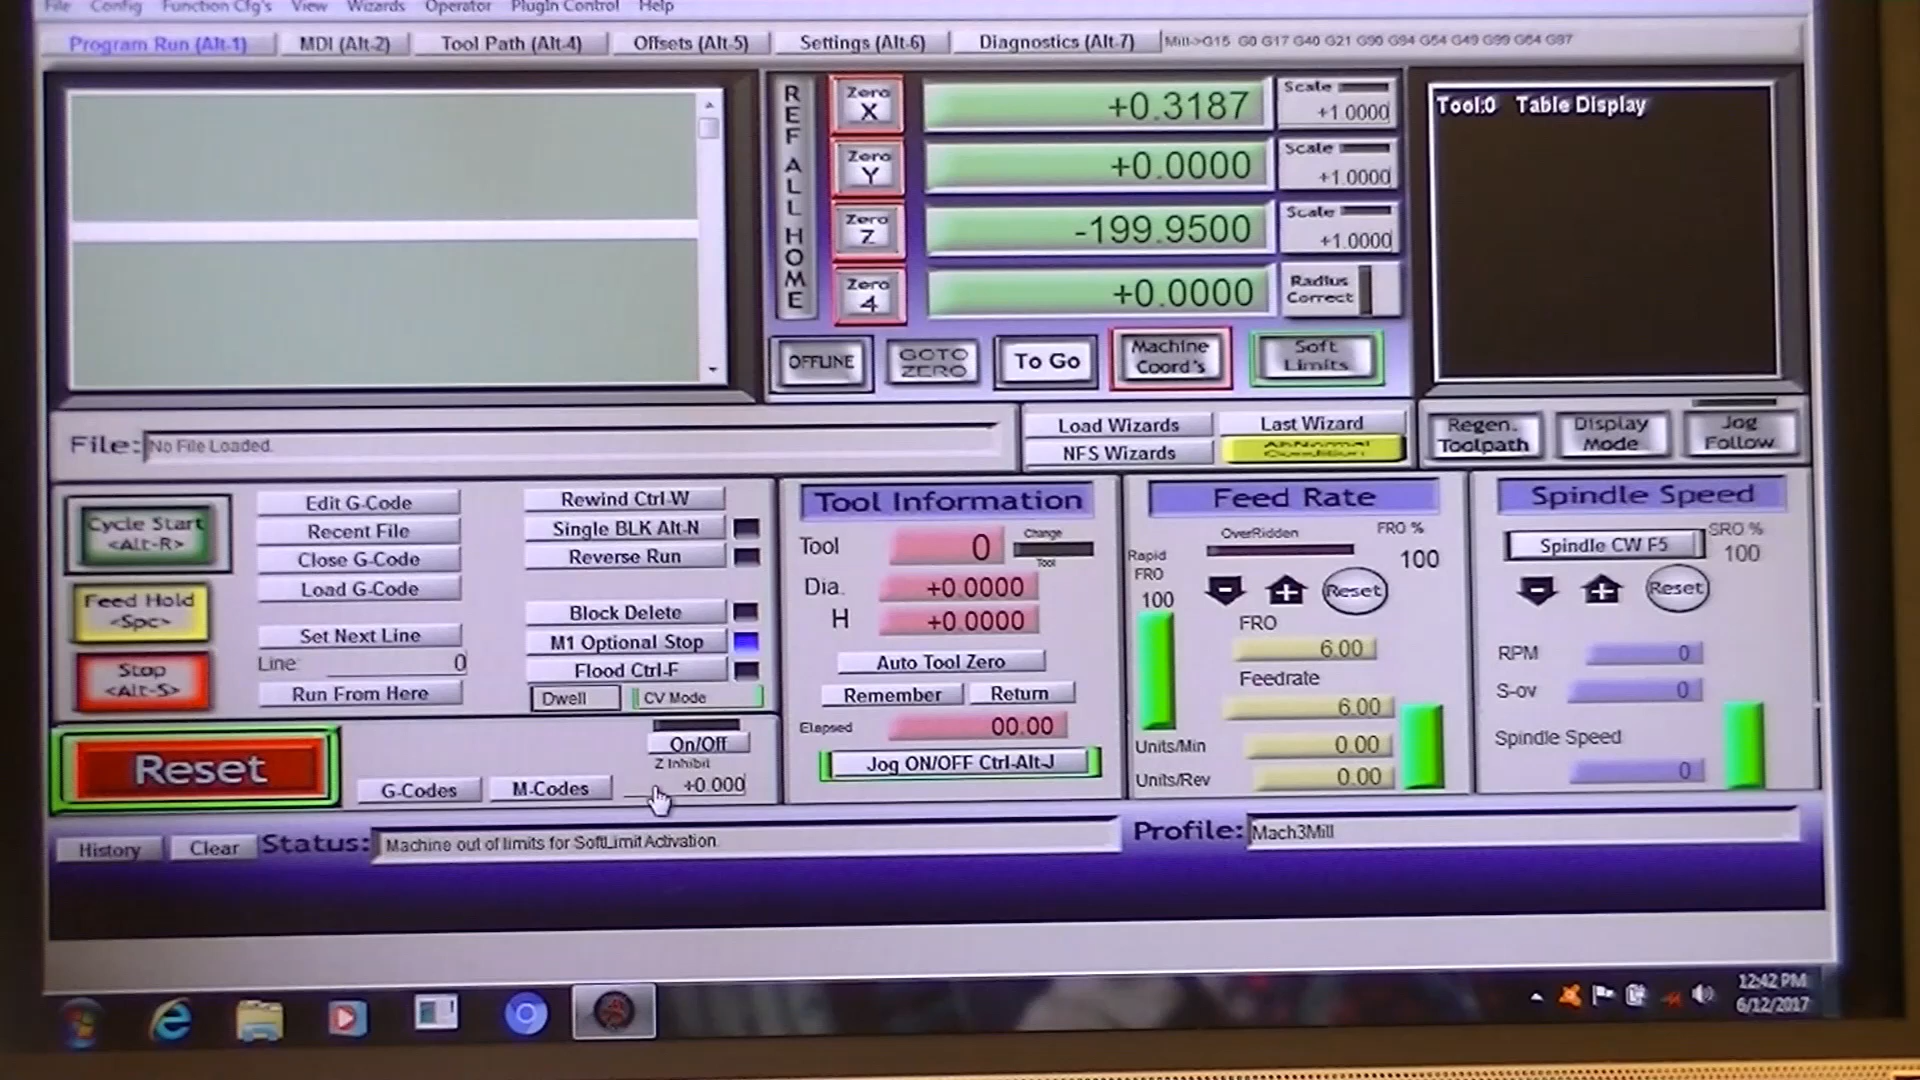 File Config Function Cfg's View Wizards Operator PlugIn Control Help
Program Run (Alt-1) MDI (Alt-2) Tool Path (Alt-4) Offsets (Alt-5) Settings (Alt-6) Diagnostics (Alt-7) Mill->G15 G0 G17 G40 G21 G90 G94 G54 G49 G99 G64 G97
REF ALL HOME
Zero X +0.3187 Scale +1.0000
Zero Y +0.0000 Scale +1.0000
Zero Z -199.9500 Scale +1.0000
Zero 4 +0.0000 Radius Correct
Tool:0 Table Display
OFFLINE GOTO ZERO To Go Machine Coord's Soft Limits
File: No File Loaded.
Load Wizards Last Wizard
NFS Wizards AbNormal Condition
Regen. Toolpath Display Mode Jog Follow
Cycle Start <Alt-R>
Feed Hold <Spc>
Stop <Alt-S>
Edit G-Code
Recent File
Close G-Code
Load G-Code
Set Next Line
Line: 0
Run From Here
Rewind Ctrl-W
Single BLK Alt-N
Reverse Run
Block Delete
M1 Optional Stop
Flood Ctrl-F
Dwell CV Mode
Reset
G-Codes M-Codes
On/Off
Z Inhibit
+0.000
Tool Information
Tool 0 Change Tool
Dia. +0.0000
H +0.0000
Auto Tool Zero
Remember Return
Elapsed 00.00
Jog ON/OFF Ctrl-Alt-J
Feed Rate
OverRidden FRO %
100
Rapid FRO
100
Reset
FRO
6.00
Feedrate
6.00
Units/Min 0.00
Units/Rev 0.00
Spindle Speed
Spindle CW F5 SRO %
100
Reset
RPM 0
S-ov 0
Spindle Speed
0
History Clear Status: Machine out of limits for SoftLimit Activation. Profile: Mach3Mill
12:42 PM
6/12/2017